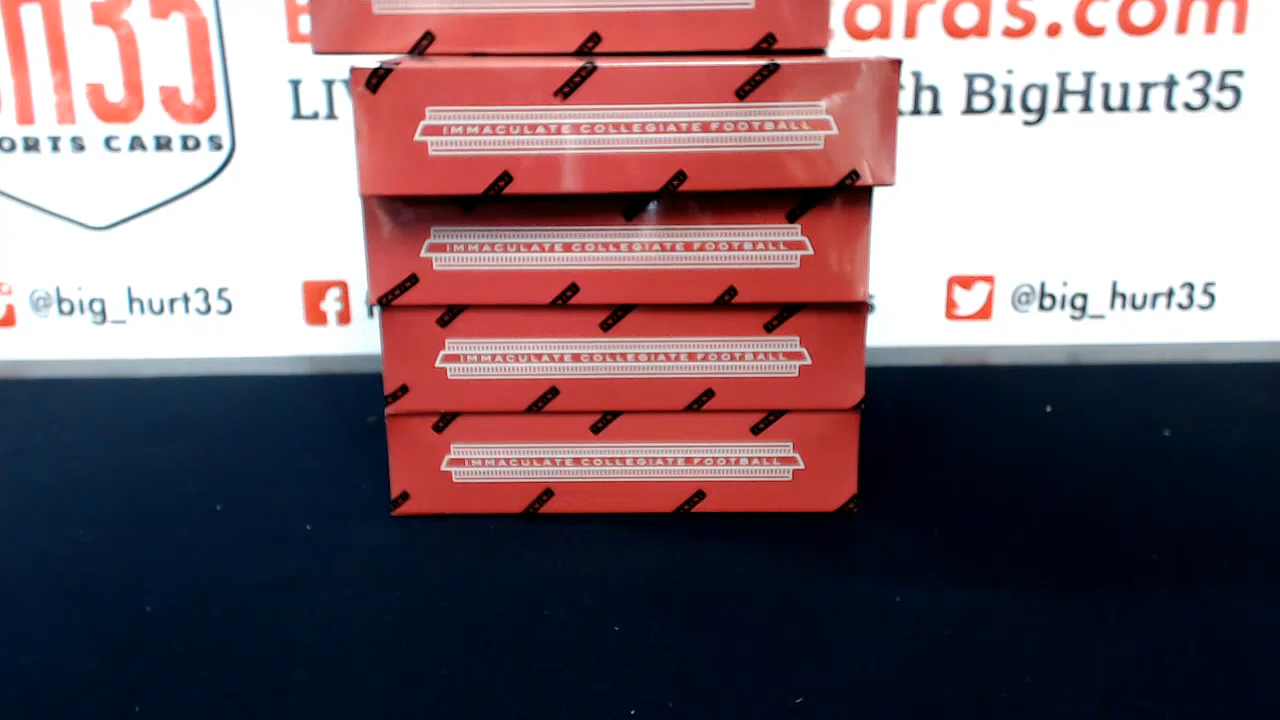 ards.com
LIV
th BigHurt35
h35
ORTS CARDS
IMMACULATE COLLEGIATE FOOTBALL
IMMACULATE COLLEGIATE FOOTBALL
@big_hurt35
@big_hurt35
IMMACULATE COLLEGIATE FOOTBALL
IMMACULATE COLLEGIATE FOOTBALL